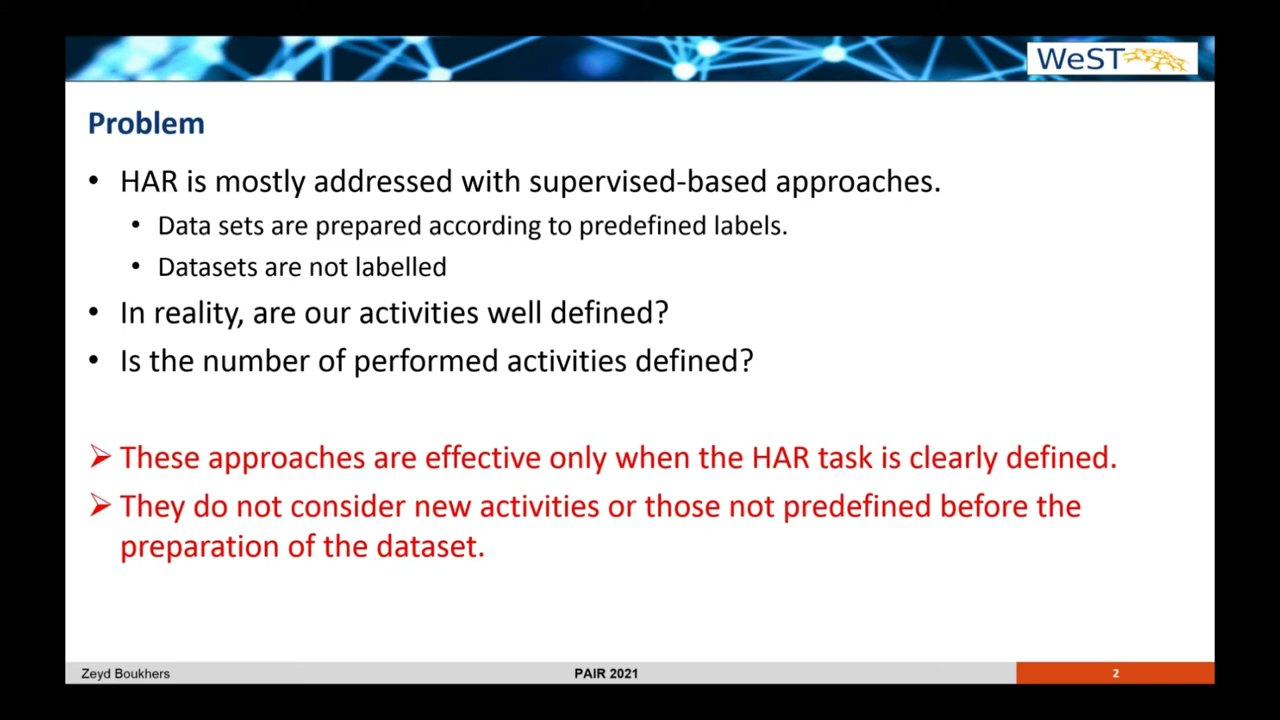 WeST
Problem
• HAR is mostly addressed with supervised-based approaches.
• Data sets are prepared according to predefined labels.
• Datasets are not labelled
• In reality, are our activities well defined?
• Is the number of performed activities defined?
➢ These approaches are effective only when the HAR task is clearly defined.
➢ They do not consider new activities or those not predefined before the
preparation of the dataset.
Zeyd Boukhers
PAIR 2021
2